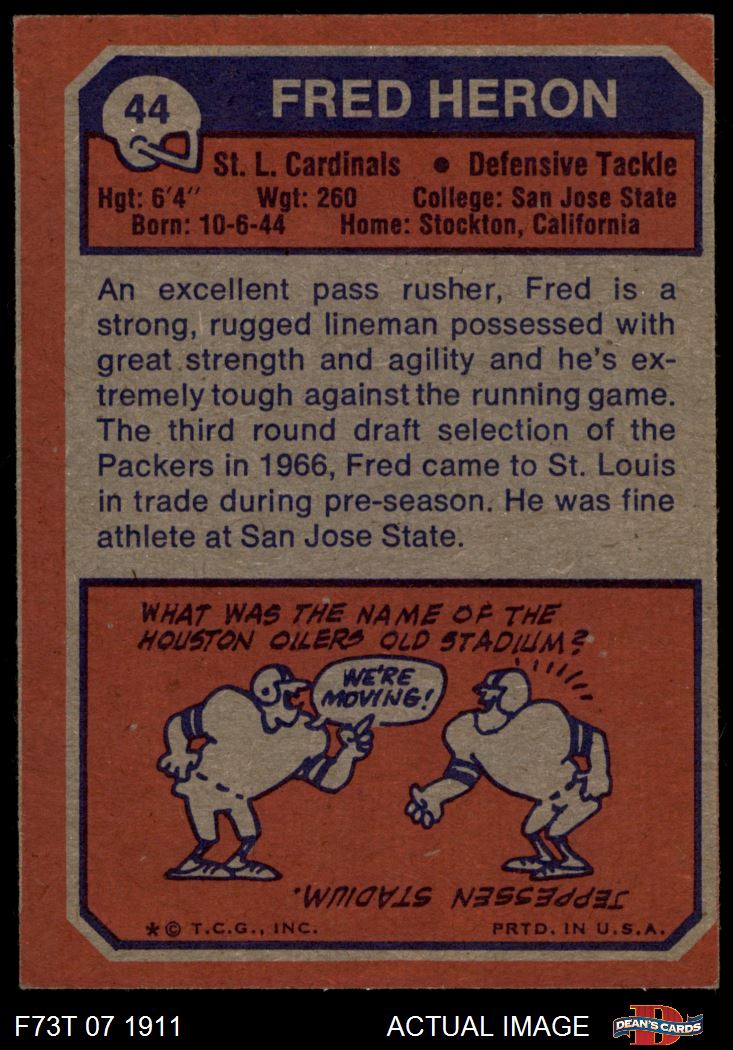 44
FRED HERON
St. L. Cardinals • Defensive Tackle
Hgt: 6'4" Wgt: 260 College: San Jose State
Born: 10-6-44 Home: Stockton, California
An excellent pass rusher, Fred is a
strong, rugged lineman possessed with
great strength and agility and he's ex-
tremely tough against the running game.
The third round draft selection of the
Packers in 1966, Fred came to St. Louis
in trade during pre-season. He was fine
athlete at San Jose State.
WHAT WAS THE NAME OF THE
HOUSTON OILERS OLD STADIUM?
WE'RE
MOVING!
JEPPESSEN STADIUM.
*© T.C.G., INC. PRTD. IN U.S.A.
F73T 07 1911 ACTUAL IMAGE D
DEAN'S CARDS